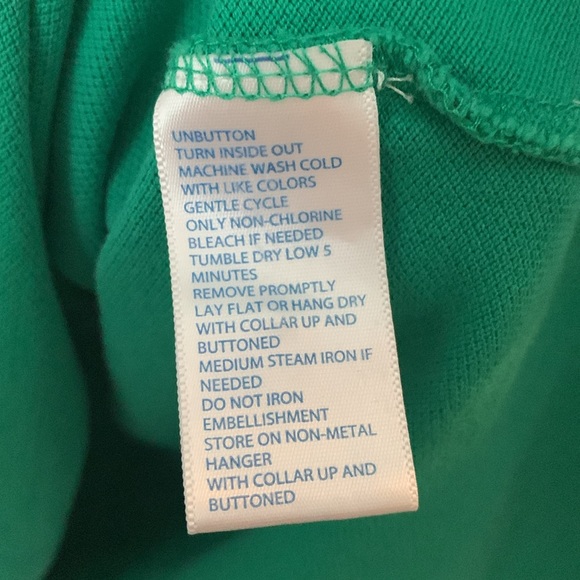 UNBUTTON
TURN INSIDE OUT
MACHINE WASH COLD
WITH LIKE COLORS
GENTLE CYCLE
ONLY NON-CHLORINE
BLEACH IF NEEDED
TUMBLE DRY LOW 5
MINUTES
REMOVE PROMPTLY
LAY FLAT OR HANG DRY
WITH COLLAR UP AND
BUTTONED
MEDIUM STEAM IRON IF
NEEDED
DO NOT IRON
EMBELLISHMENT
STORE ON NON-METAL
HANGER
WITH COLLAR UP AND
BUTTONED